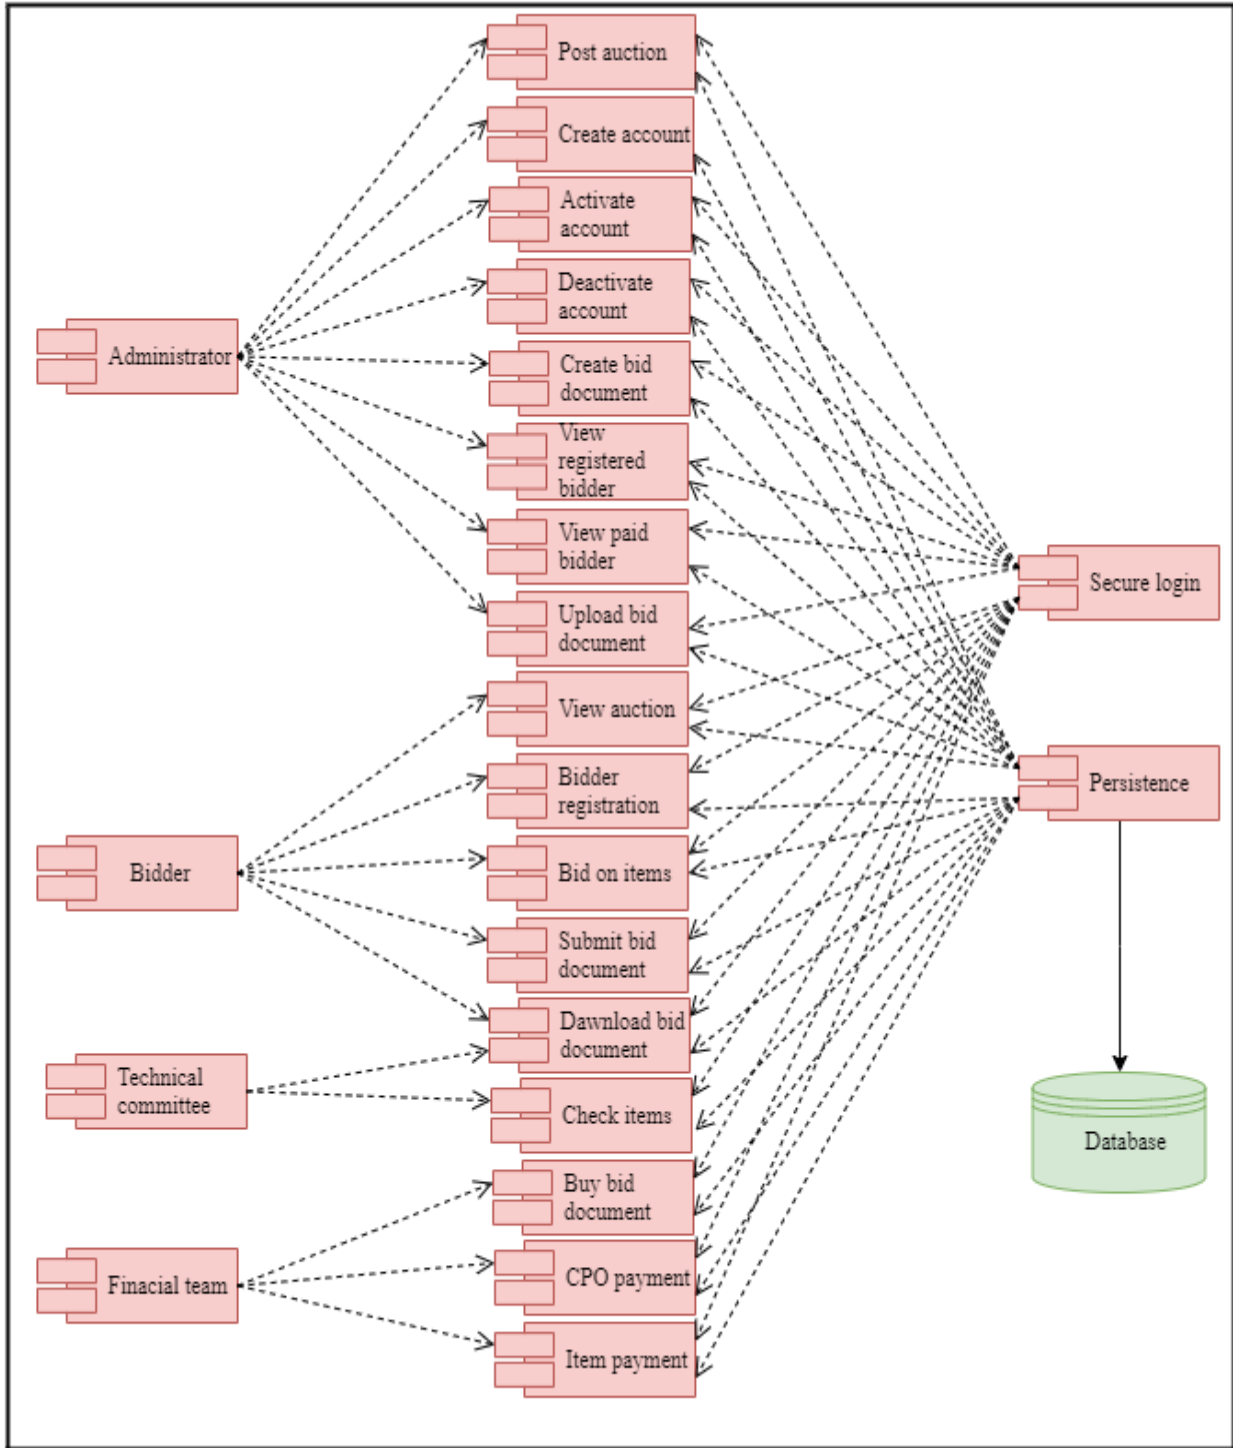 Post auction
Create account
Activate
account
Deactivate
account
Administrator
Create bid
document
View
registered
bidder
View paid
bidder
Secure login
Upload bid
document
View auction
Persistence
Bidder
registration
Bidder
Bid on items
Submit bid
document
Dawnload bid
document
Technical
committee
Check items
Database
Buy bid
document
Finacial team
CPO payment
Item payment